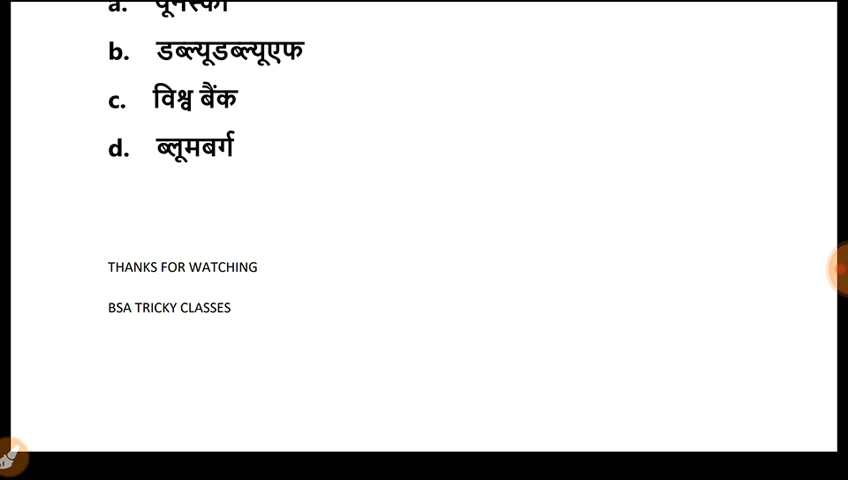 a.
b. डब्ल्यूडब्ल्यूएफ
c. विश्व बैंक
d. ब्लूमबर्ग
THANKS FOR WATCHING
BSA TRICKY CLASSES